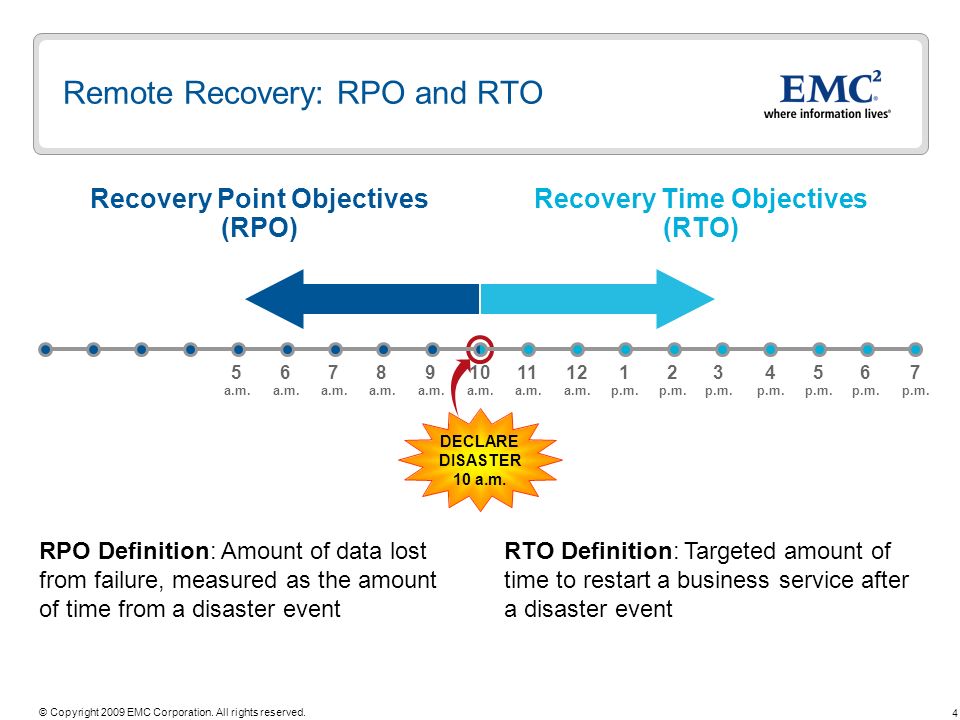 Remote Recovery: RPO and RTO
EMC²
where information lives®
Recovery Point Objectives
(RPO)
Recovery Time Objectives
(RTO)
5 6 7 8 9 10 11 12 1 2 3 4 5 6 7
a.m. a.m. a.m. a.m. a.m. a.m. a.m. a.m. p.m. p.m. p.m. p.m. p.m. p.m. p.m.
DECLARE
DISASTER
10 a.m.
RPO Definition: Amount of data lost
from failure, measured as the amount
of time from a disaster event
RTO Definition: Targeted amount of
time to restart a business service after
a disaster event
© Copyright 2009 EMC Corporation. All rights reserved.
4